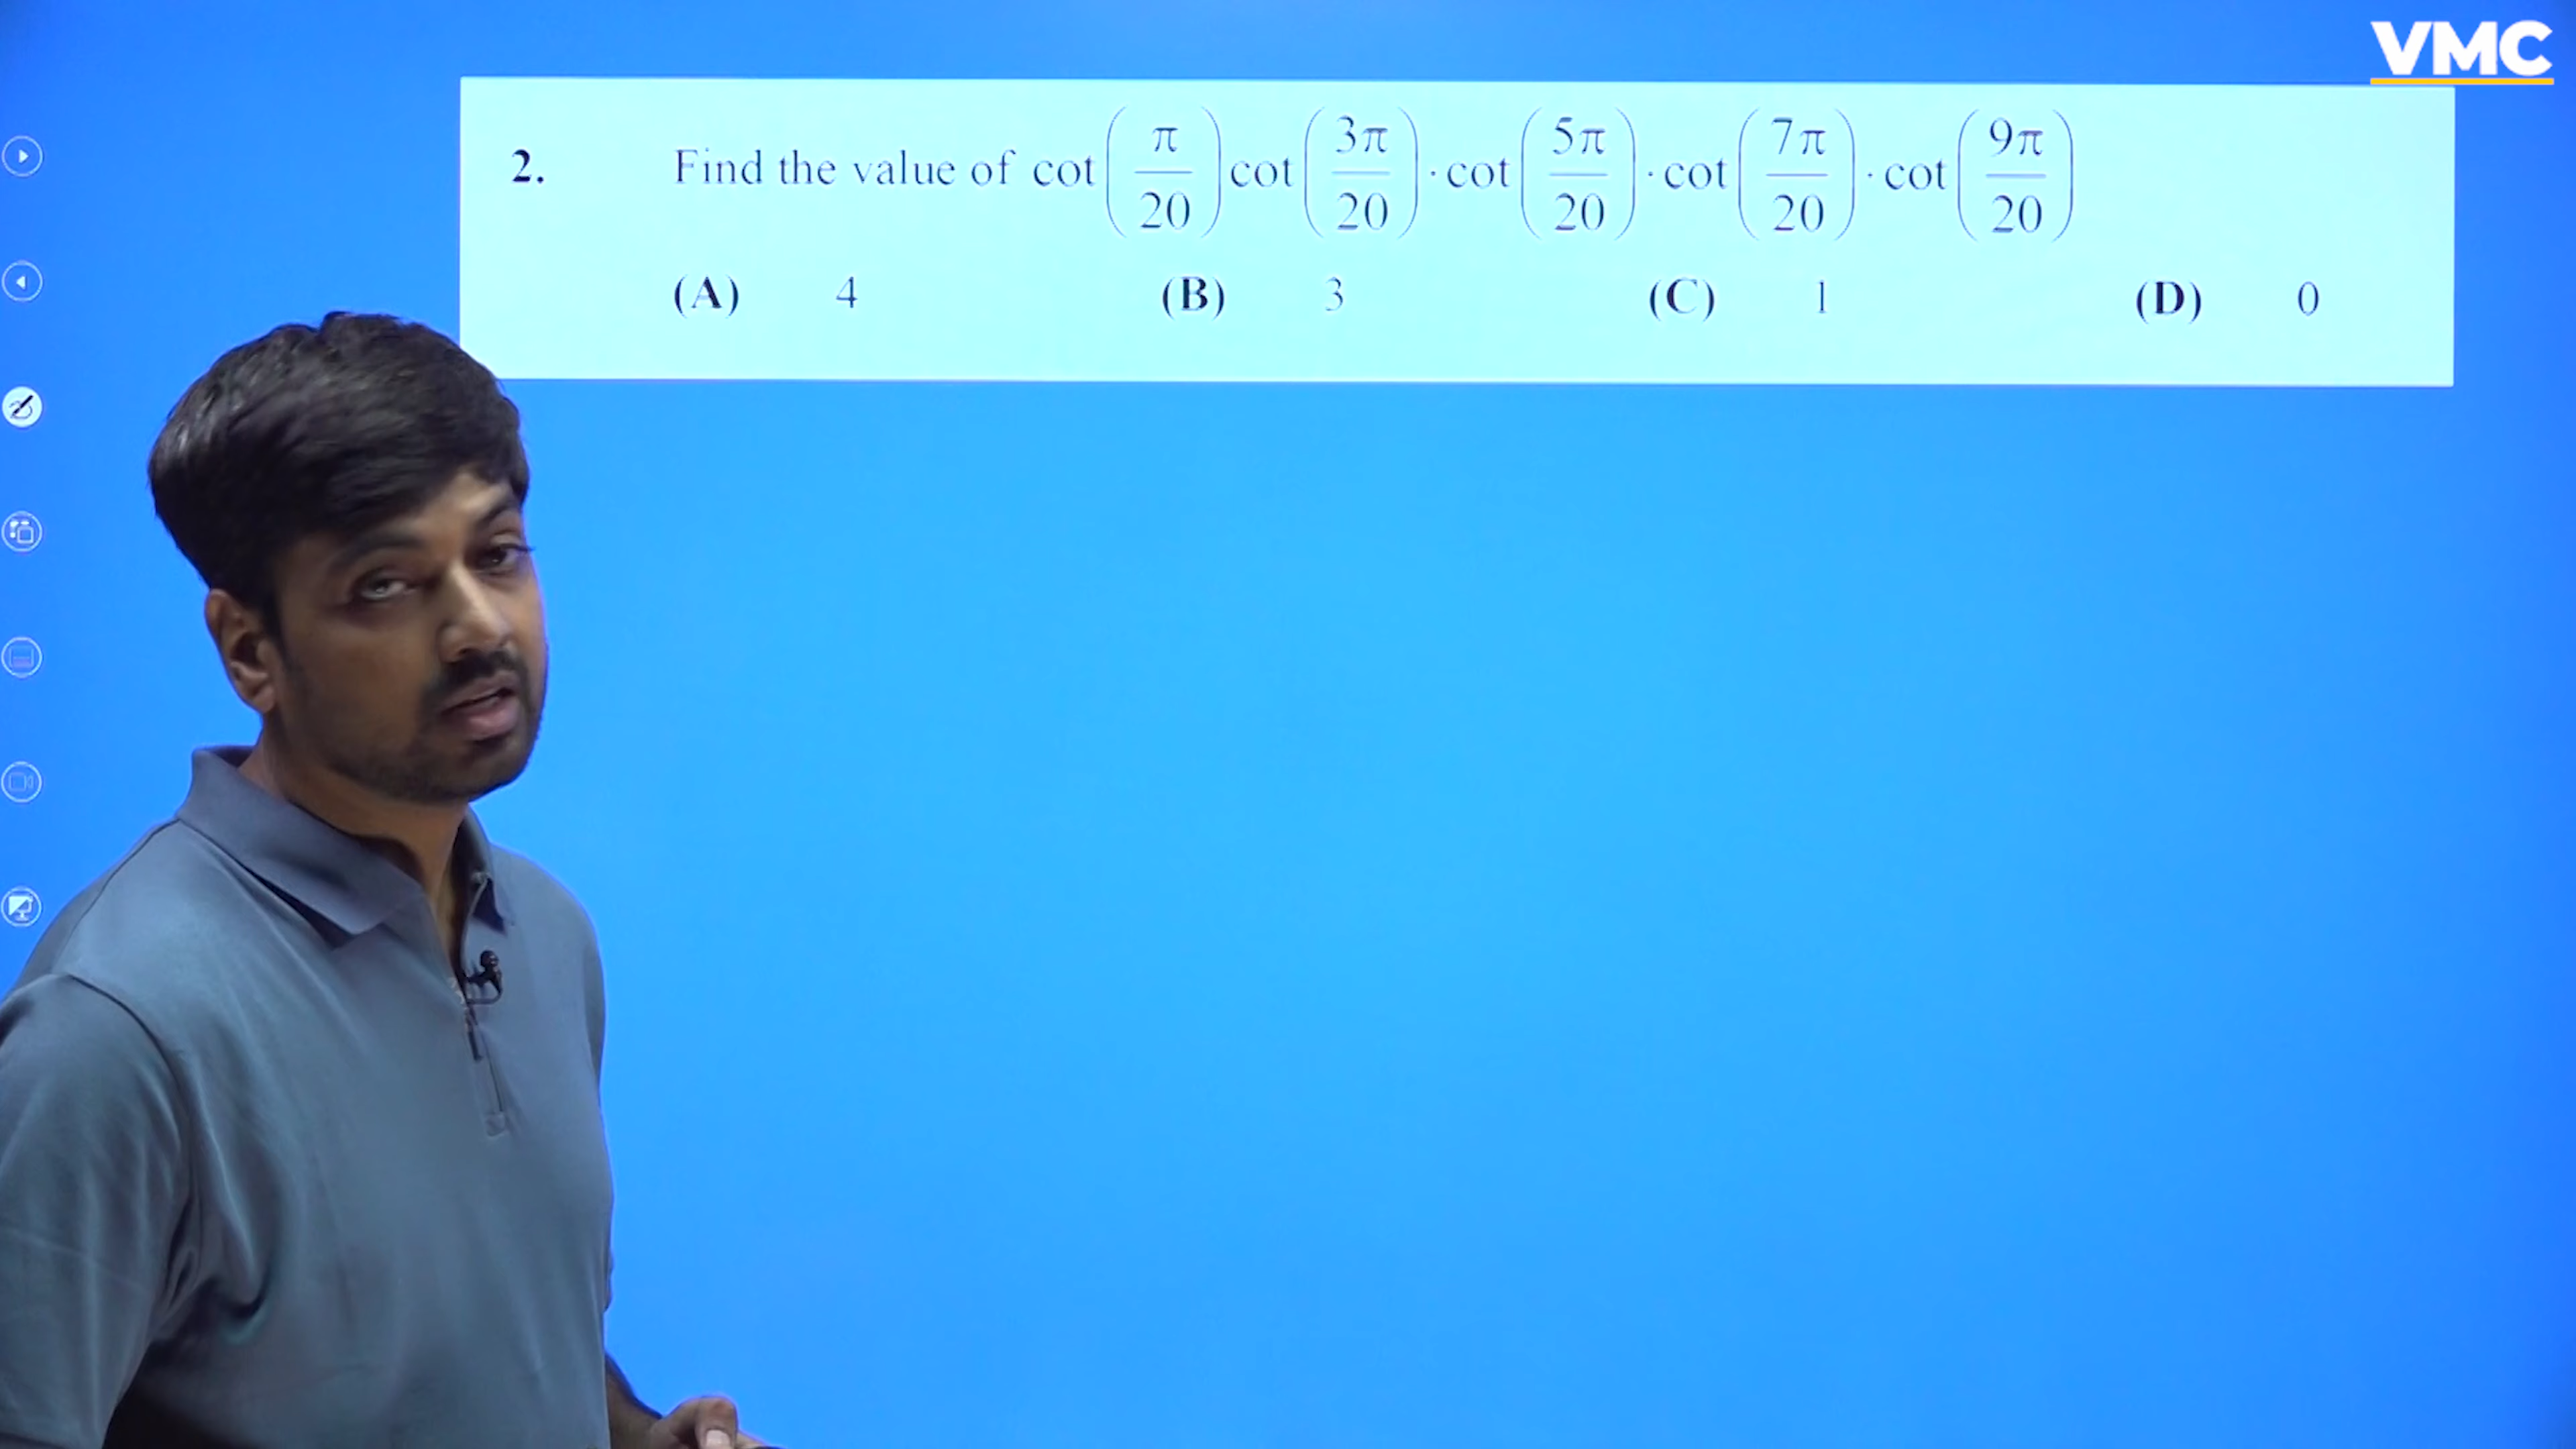 VMC
2. Find the value of cot(π/20) cot(3π/20) · cot(5π/20) · cot(7π/20) · cot(9π/20)
(A) 4 (B) 3 (C) 1 (D) 0